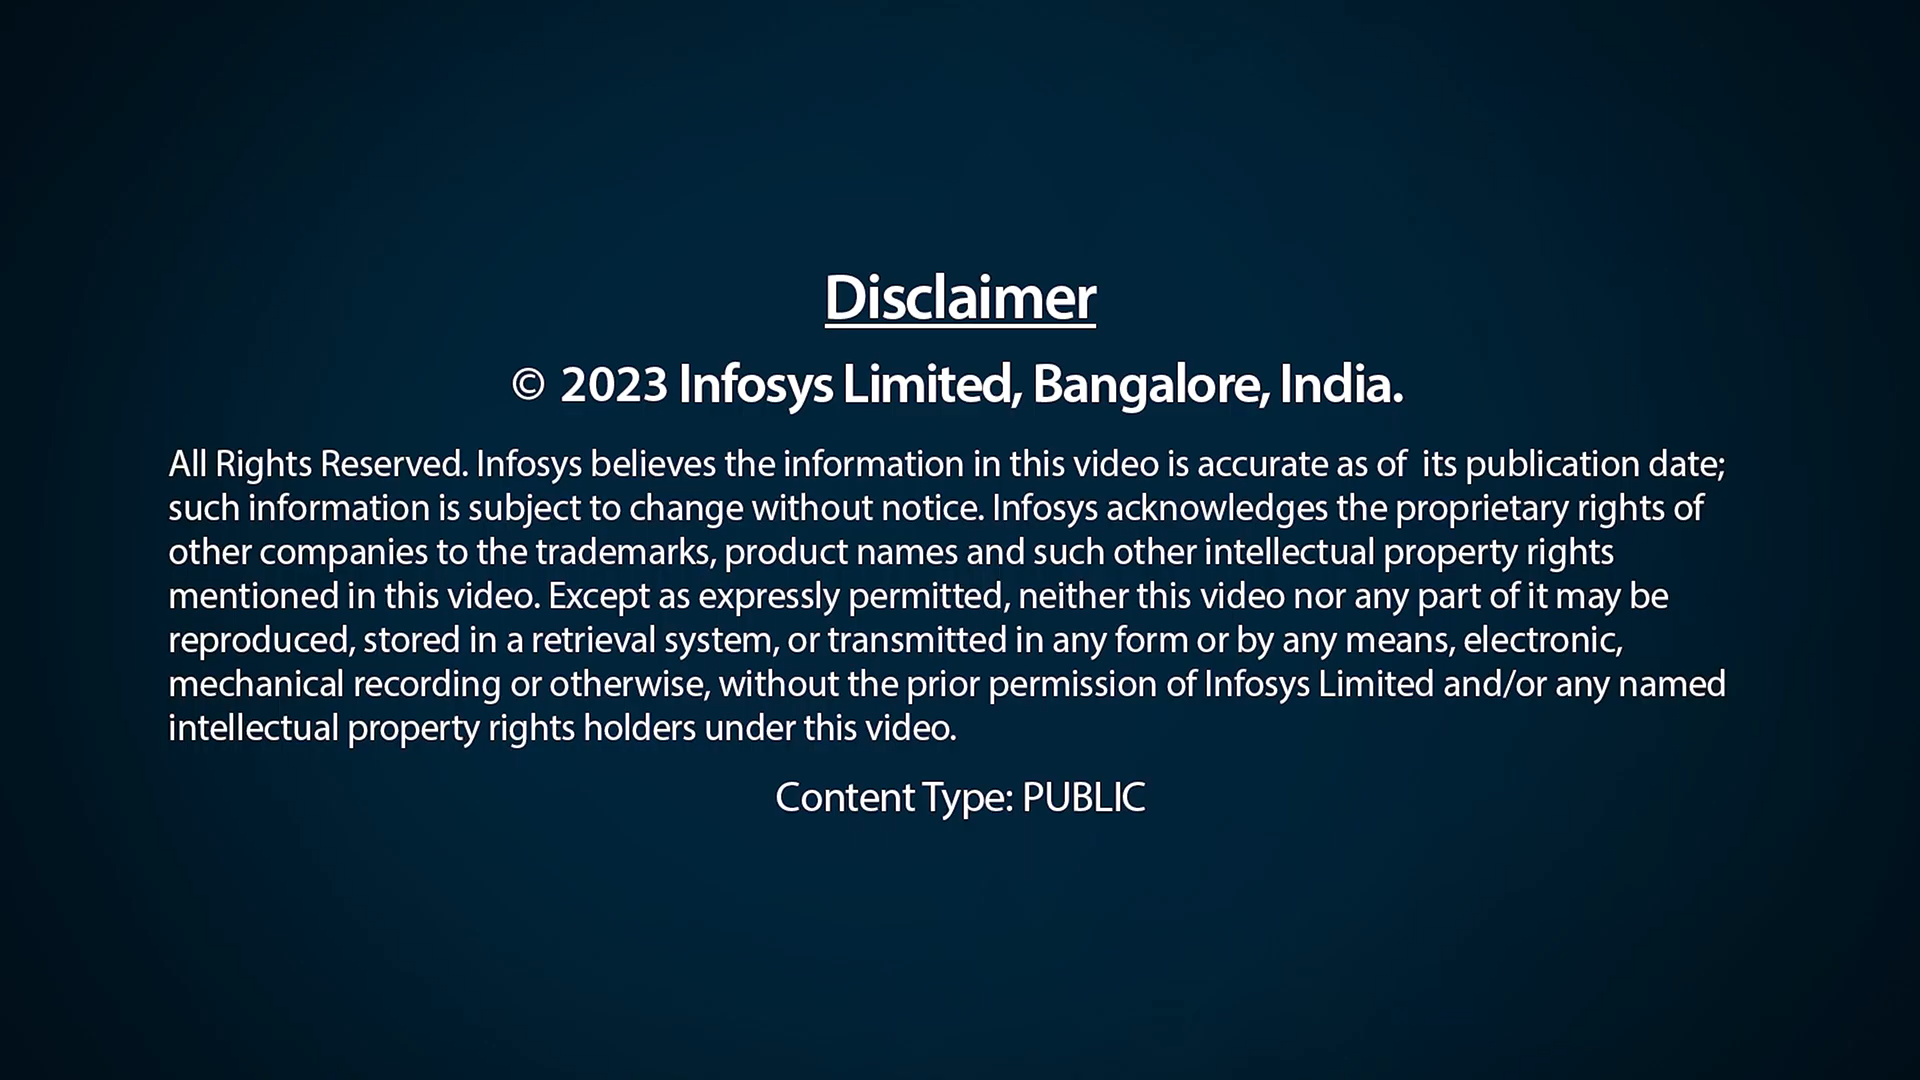 Disclaimer
© 2023 Infosys Limited, Bangalore, India.
All Rights Reserved. Infosys believes the information in this video is accurate as of  its publication date;
such information is subject to change without notice. Infosys acknowledges the proprietary rights of
other companies to the trademarks, product names and such other intellectual property rights
mentioned in this video. Except as expressly permitted, neither this video nor any part of it may be
reproduced, stored in a retrieval system, or transmitted in any form or by any means, electronic,
mechanical recording or otherwise, without the prior permission of Infosys Limited and/or any named
intellectual property rights holders under this video.
Content Type: PUBLIC